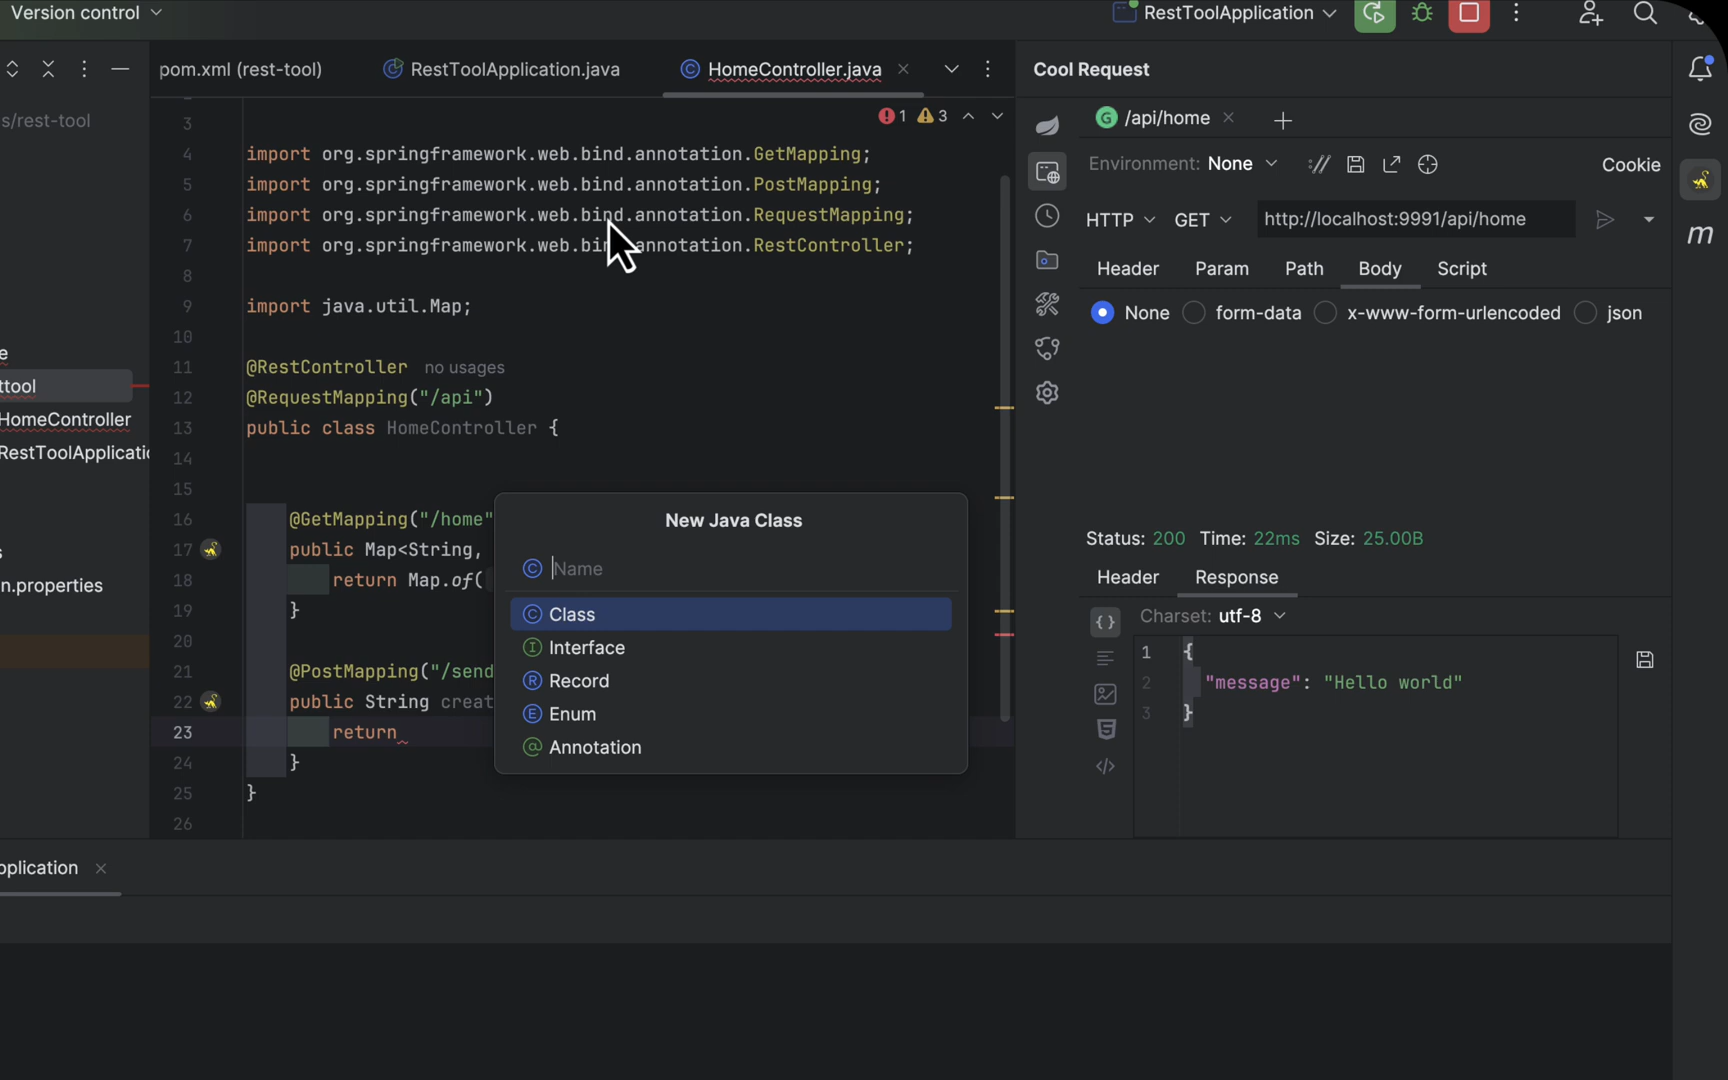 Version control
RestToolApplication
pom.xml (rest-tool)
RestToolApplication.java
HomeController.java
Cool Request
s/rest-tool
e
ttool
HomeController
RestToolApplicatio
s
n.properties
1 3
3
4 import org.springframework.web.bind.annotation.GetMapping;
5 import org.springframework.web.bind.annotation.PostMapping;
6 import org.springframework.web.bind.annotation.RequestMapping;
7 import org.springframework.web.bin annotation.RestController;
8
9 import java.util.Map;
10
11 @RestController no usages
12 @RequestMapping("/api")
13 public class HomeController {
14
15
16 @GetMapping("/home"
17 public Map<String,
18 return Map.of(
19 }
20
21 @PostMapping("/send
22 public String creat
23 return
24 }
25 }
26
New Java Class
C Name
C Class
I Interface
R Record
E Enum
@ Annotation
G /api/home
Environment: None
Cookie
HTTP GET http://localhost:9991/api/home
Header Param Path Body Script
None form-data x-www-form-urlencoded json
Status: 200 Time: 22ms Size: 25.00B
Header Response
{} Charset: utf-8
1 {
2 "message": "Hello world"
3 }
m
pplication